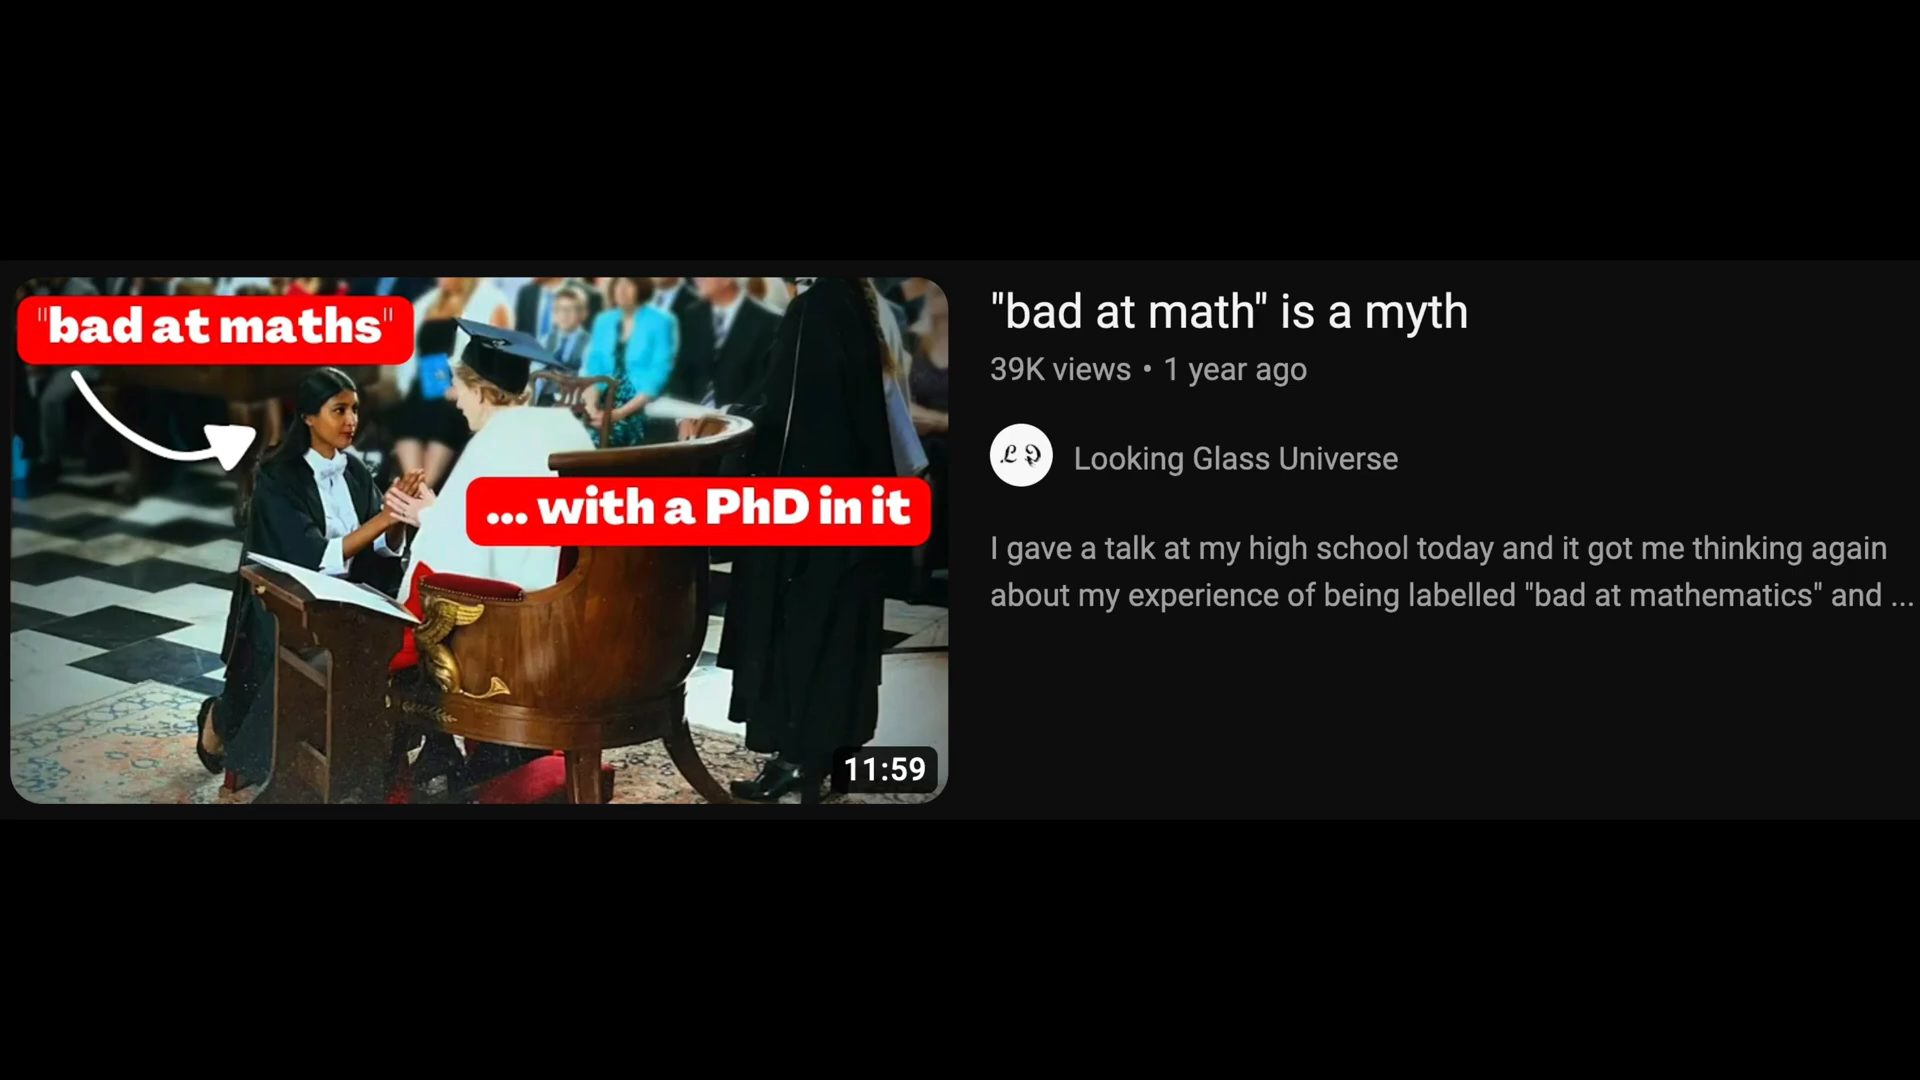 "bad at maths"
... with a PhD in it
11:59
"bad at math" is a myth
39K views • 1 year ago
Looking Glass Universe
I gave a talk at my high school today and it got me thinking again
about my experience of being labelled "bad at mathematics" and ...